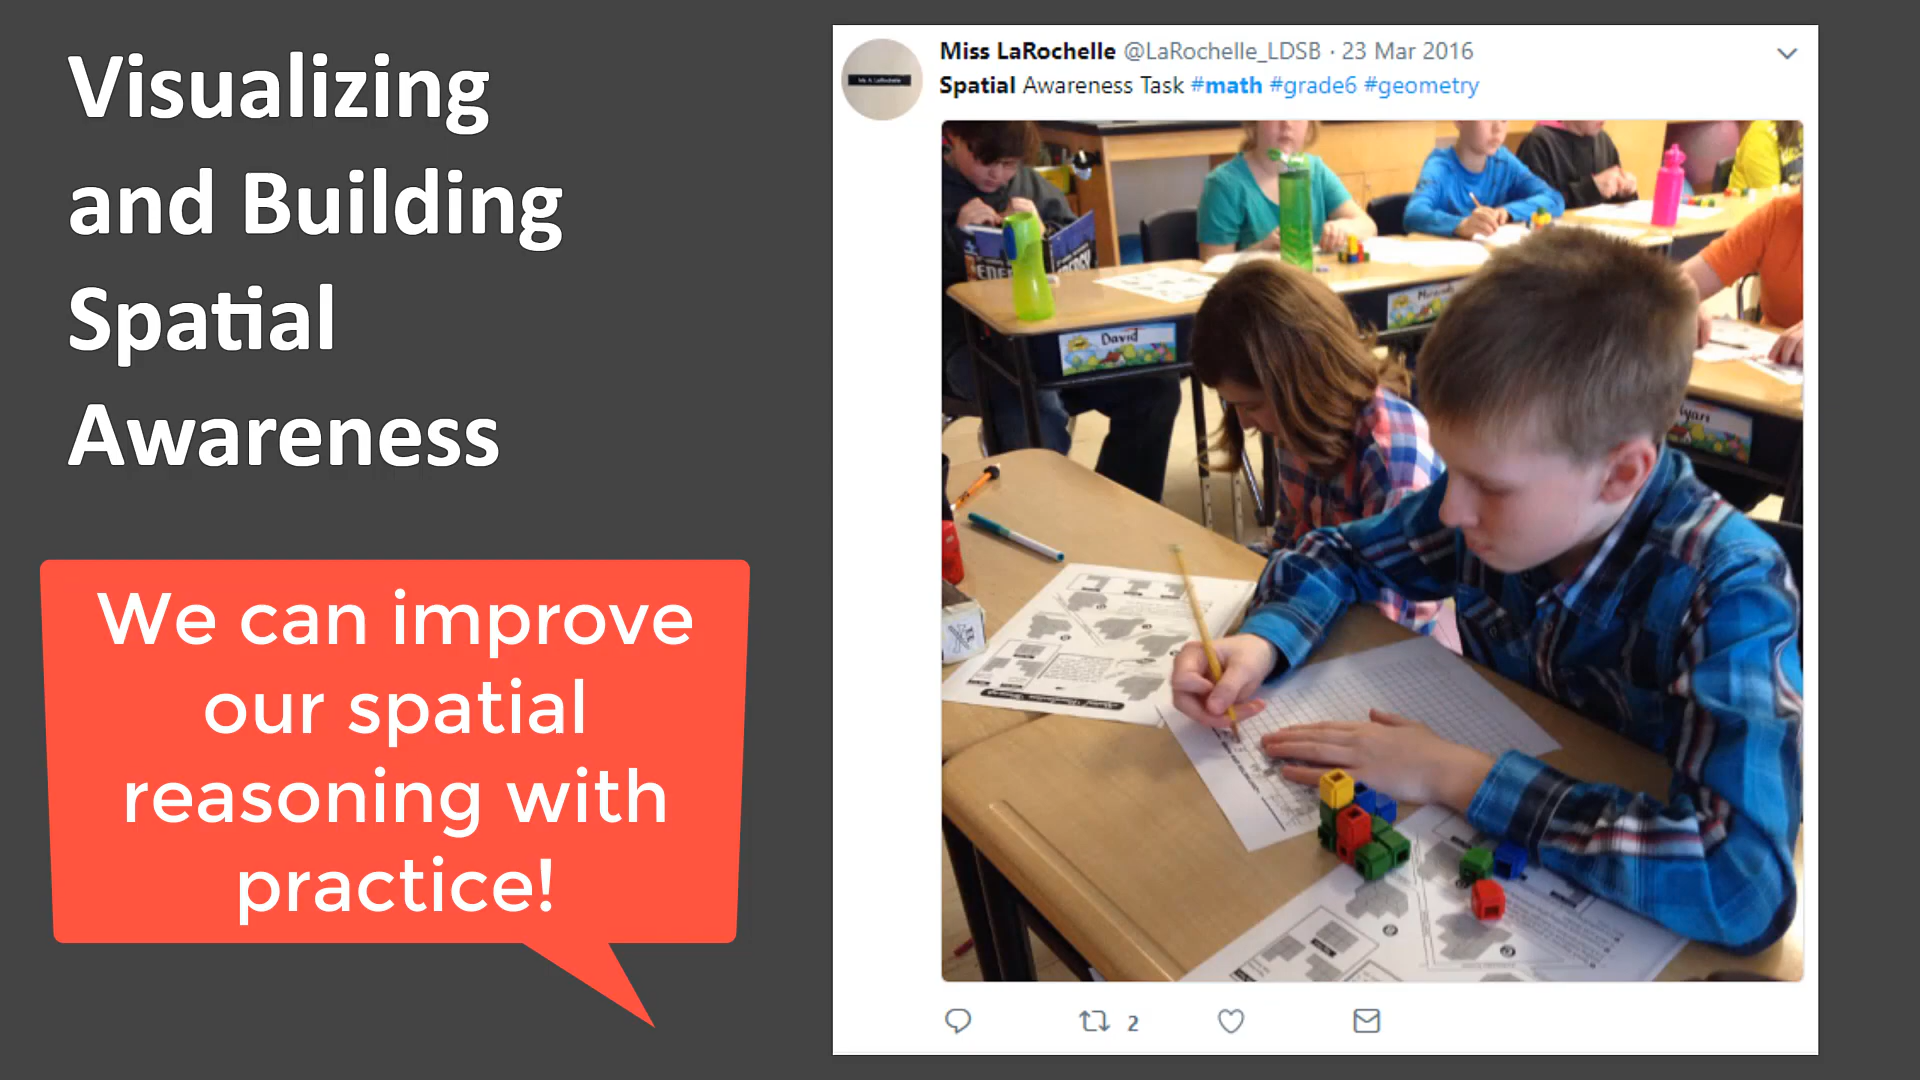 Visualizing
and Building
Spatial
Awareness
We can improve
our spatial
reasoning with
practice!
Miss LaRochelle @LaRochelle_LDSB · 23 Mar 2016
Spatial Awareness Task #math #grade6 #geometry
David
2